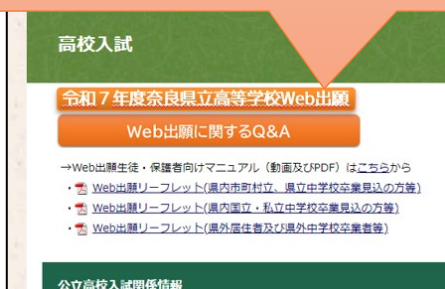 高校入試
令和7年度奈良県立高等学校Web出願
Web出願に関するQ&A
→Web出願生徒・保護者向けマニュアル（動画及びPDF）はこちらから
・Web出願リーフレット(県内市町村立、県立中学校卒業見込の方等)
・Web出願リーフレット(県内国立・私立中学校卒業見込の方等)
・Web出願リーフレット(県外居住者及び県外中学卒業者等)
公立高校入試関係情報